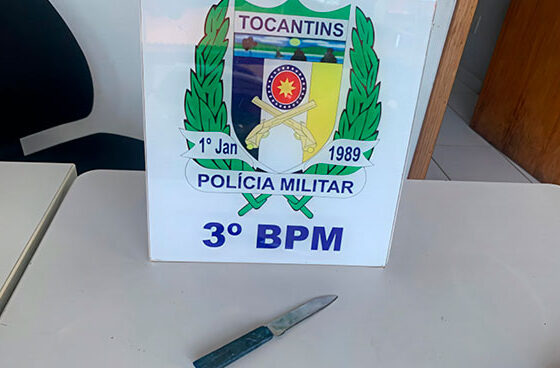 TOCANTINS
1º Jan 1989
POLÍCIA MILITAR
3º BPM